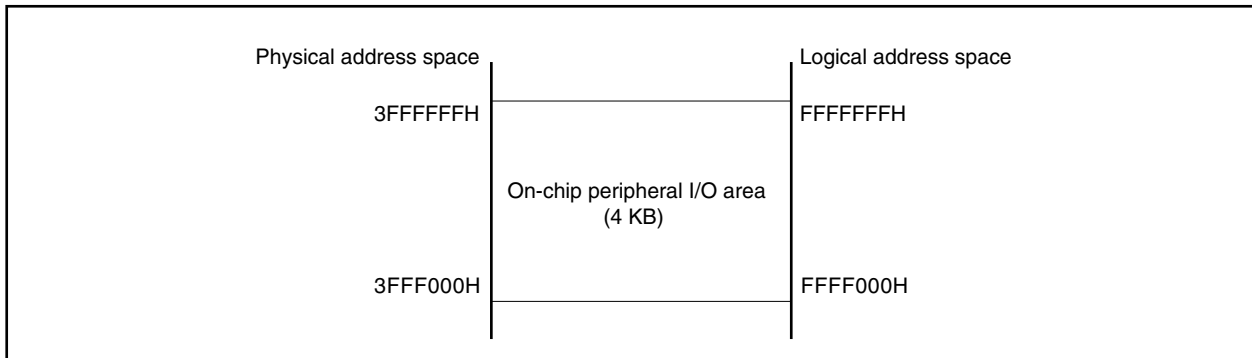 Physical address space
Logical address space
3FFFFFFH
FFFFFFFH
On-chip peripheral I/O area
(4 KB)
3FFF000H
FFFF000H